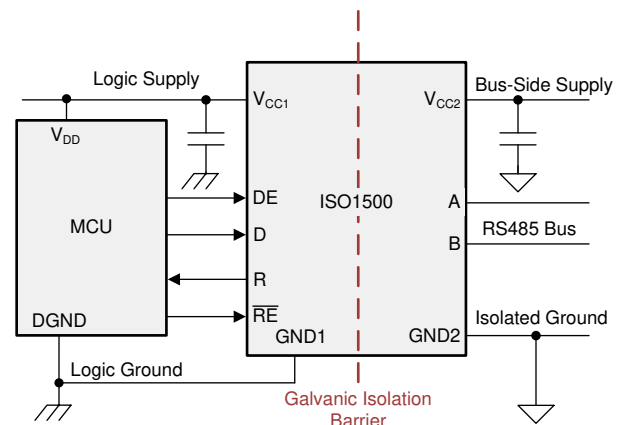 Logic Supply
Bus-Side Supply
VCC1
VCC2
VDD
MCU
DE
D
R
RE
ISO1500
A
RS485 Bus
B
DGND
GND1
GND2
Isolated Ground
Logic Ground
Galvanic Isolation
Barrier